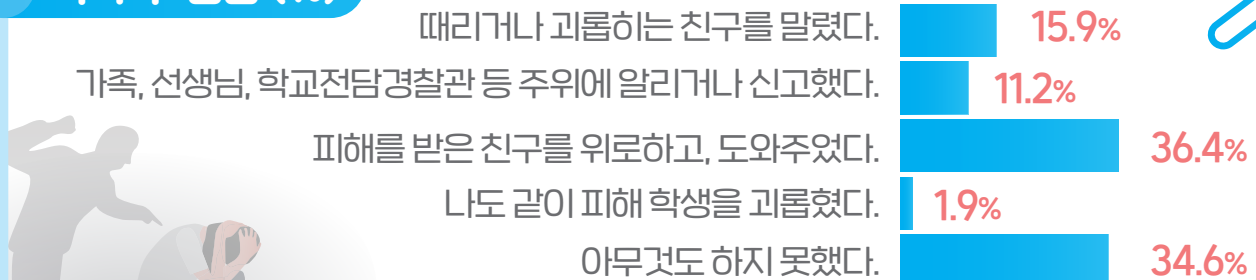 때리거나 괴롭히는 친구를 말렸다. 15.9%
가족, 선생님, 학교전담경찰관 등 주위에 알리거나 신고했다. 11.2%
피해를 받은 친구를 위로하고, 도와주었다. 36.4%
나도 같이 피해 학생을 괴롭혔다. 1.9%
아무것도 하지 못했다. 34.6%